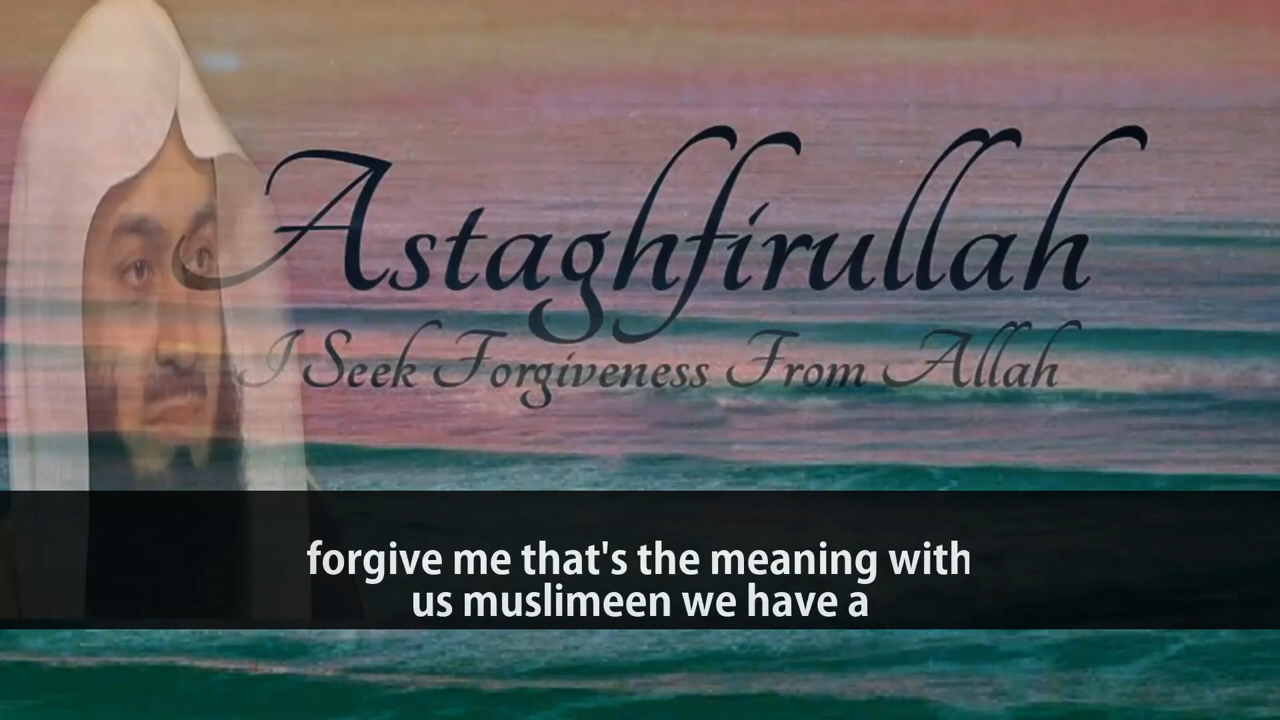 Astaghfirullah
I Seek Forgiveness From Allah
forgive me that's the meaning with
us muslimeen we have a